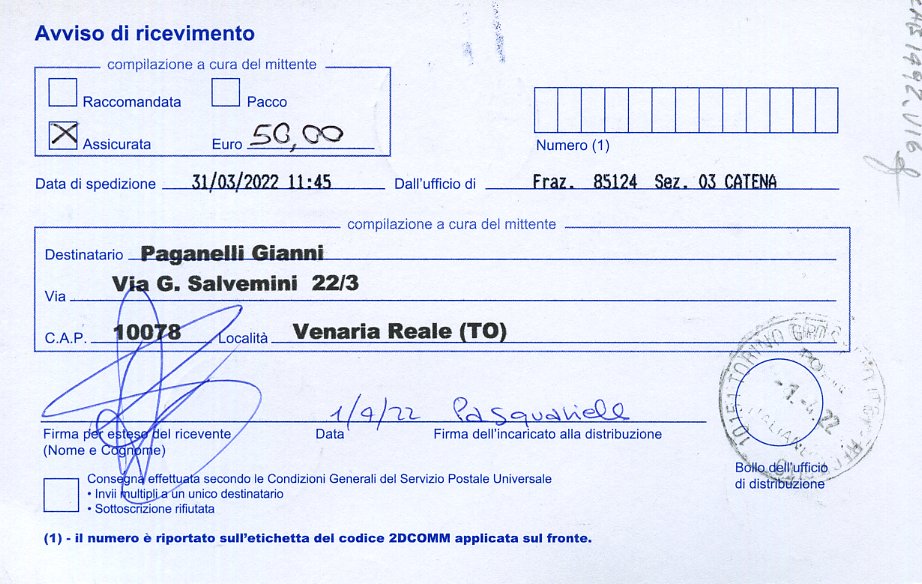 Avviso di ricevimento
compilazione a cura del mittente
Raccomandata Pacco
X Assicurata Euro 50,00
Numero (1)
Data di spedizione 31/03/2022 11:45 Dall'ufficio di Fraz. 85124 Sez. 03 CATENA
compilazione a cura del mittente
Destinatario Paganelli Gianni
Via Via G. Salvemini 22/3
C.A.P. 10078 Località Venaria Reale (TO)
1/4/22
Firma per esteso del ricevente Data Firma dell'incaricato alla distribuzione
(Nome e Cognome)
TORINO
Bollo dell'ufficio
di distribuzione
Consegna effettuata secondo le Condizioni Generali del Servizio Postale Universale
• Invii multipli a un unico destinatario
• Sottoscrizione rifiutata
(1) - il numero è riportato sull'etichetta del codice 2DCOMM applicata sul fronte.